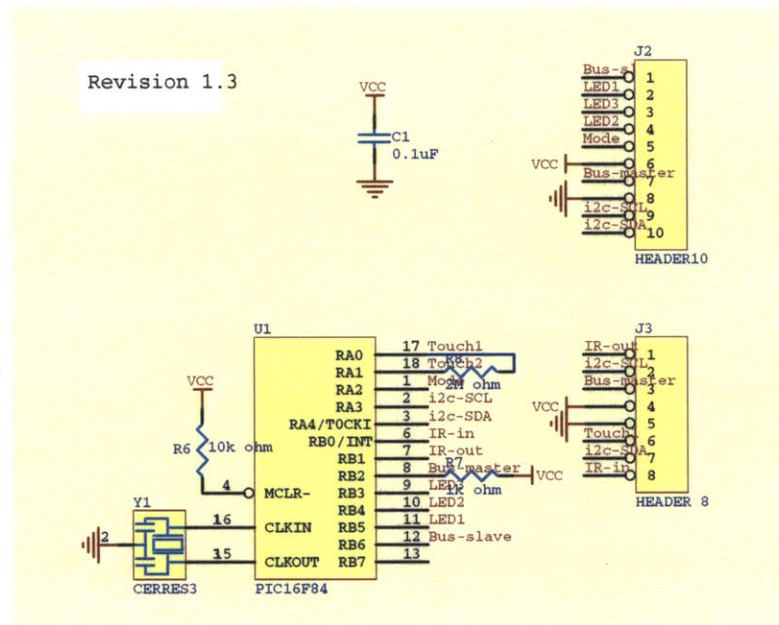 Revision 1.3
VCC
C1
0.1uF
J2
1
LED1
2
LED3
3
LED2
4
Mode
5
VCC
6
Bus-master
7
8
i2c-SCL
9
i2c-SDA
10
HEADER10
U1
RA0
17
Touch1
RA1
18
Touch2
R8
2M ohm
RA2
1
Mode
RA3
2
i2c-SCL
RA4/T0CKI
3
i2c-SDA
RB0/INT
6
IR-in
RB1
7
IR-out
RB2
8
Bus-master
R7
1k ohm
VCC
RB3
9
LED3
RB4
10
LED2
RB5
11
LED1
RB6
12
Bus-slave
RB7
13
VCC
R6
10k ohm
4
MCLR-
Y1
2
16
CLKIN
15
CLKOUT
CERRES3
PIC16F84
J3
IR-out
1
i2c-SCL
2
Bus-master
3
VCC
4
5
6
i2c-SDA
7
IR-in
8
HEADER 8